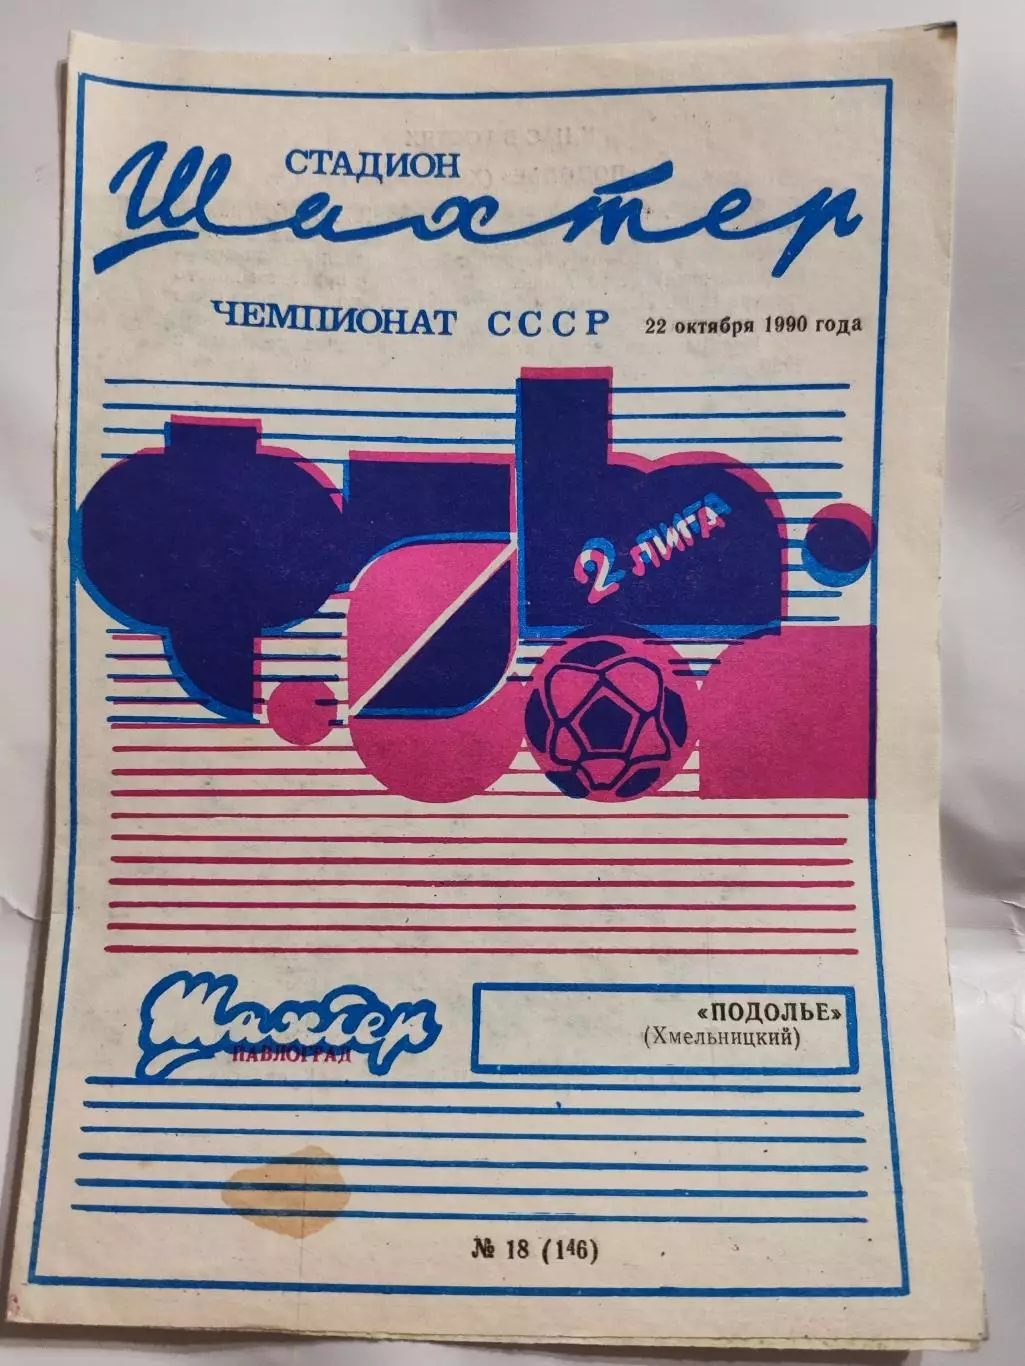 СТАДИОН
Шахтер
ЧЕМПИОНАТ СССР
22 октября 1990 года
2 ЛИГА
Шахтер
ПАВЛОГРАД
«ПОДОЛЬЕ»
(Хмельницкий)
№ 18 (146)